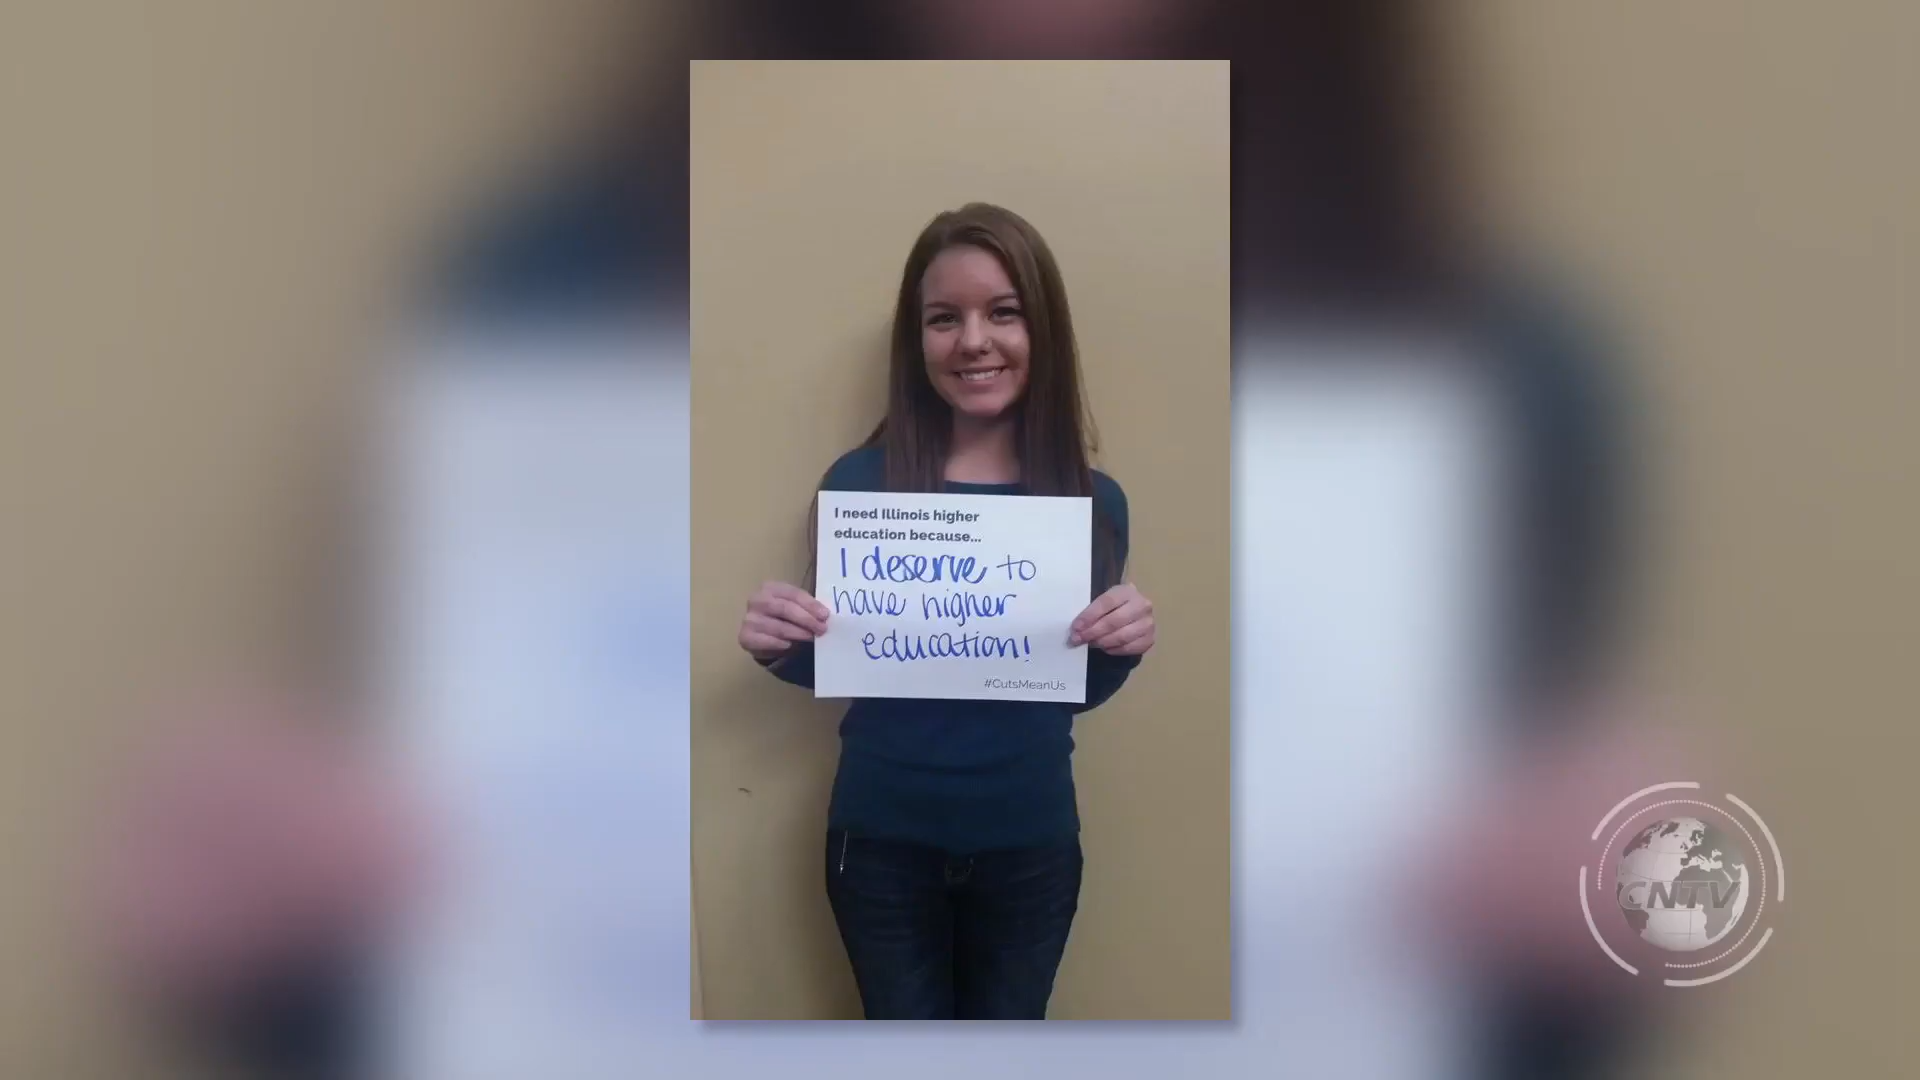 I need Illinois higher
education because...
I deserve to
have higher
education!
#CutsMeanUs
CNTV